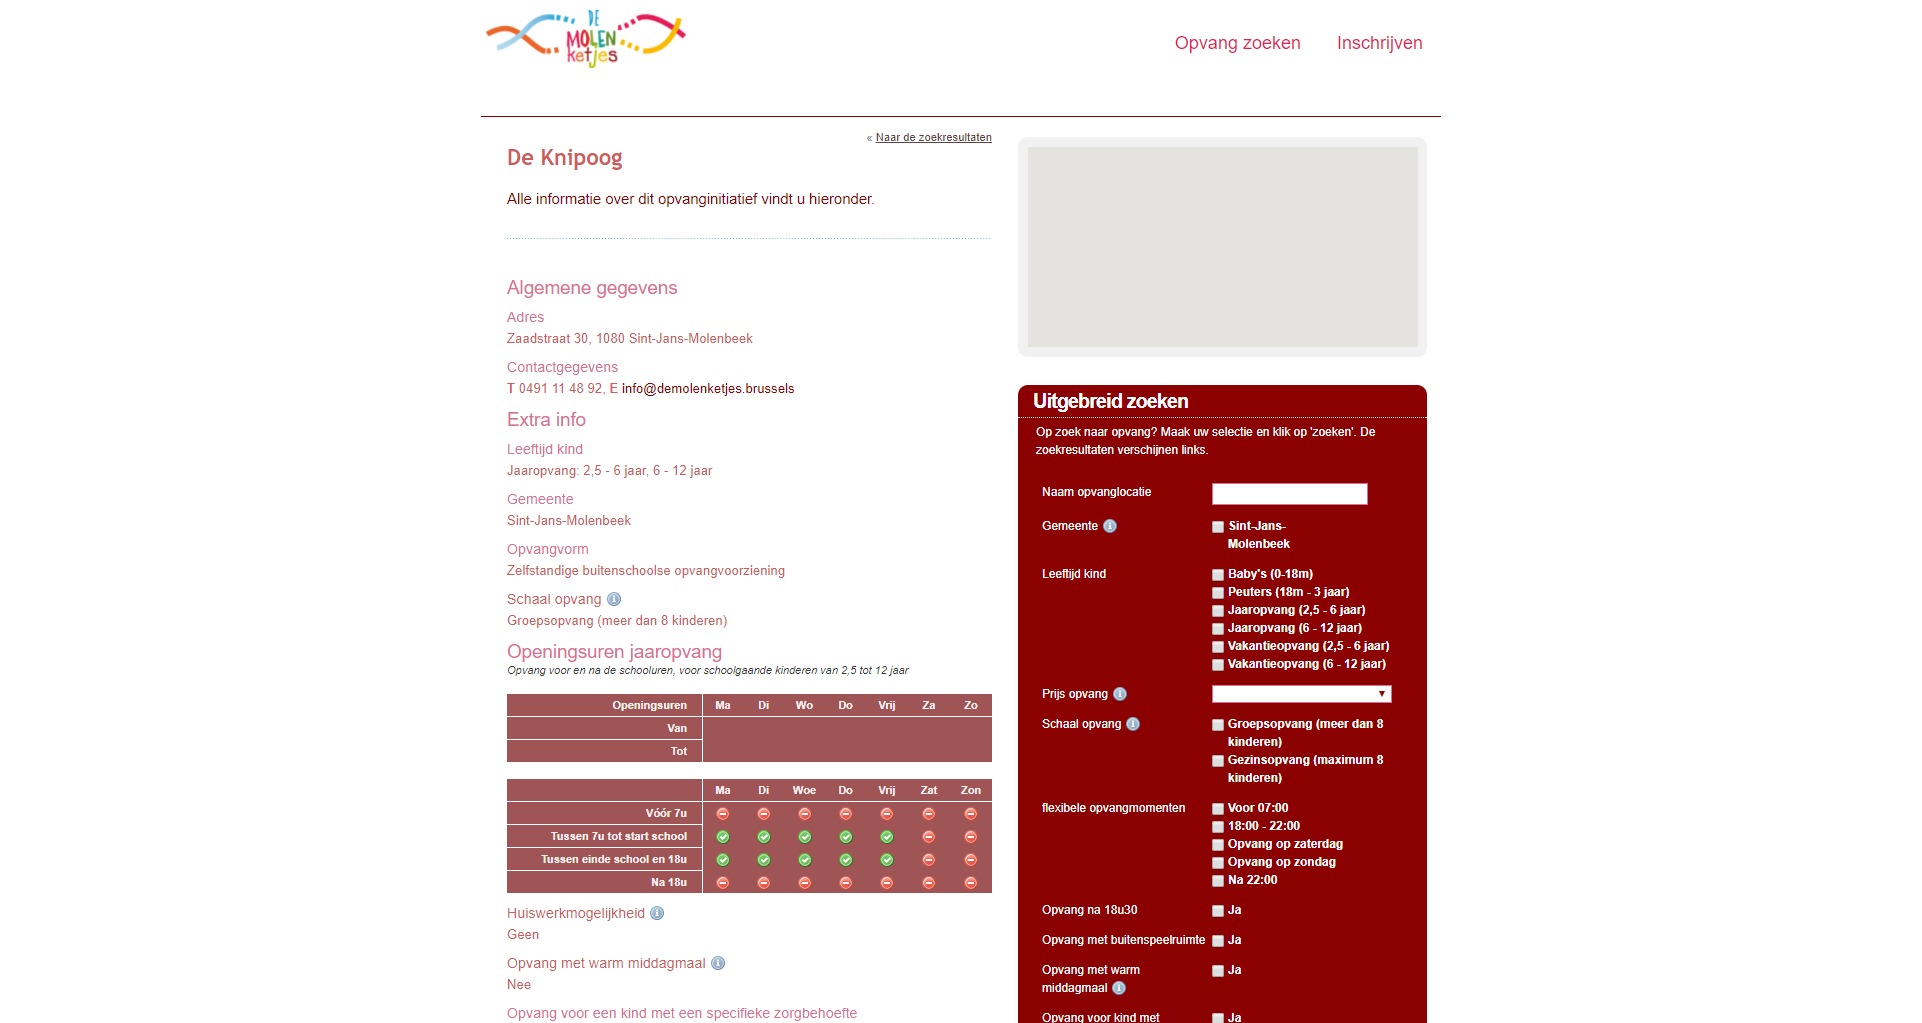 DE
MOLEN
ketjes
Opvang zoeken
Inschrijven
« Naar de zoekresultaten
De Knipoog
Alle informatie over dit opvanginitiatief vindt u hieronder.
Algemene gegevens
Adres
Zaadstraat 30, 1080 Sint-Jans-Molenbeek
Contactgegevens
T 0491 11 48 92, E info@demolenketjes.brussels
Extra info
Leeftijd kind
Jaaropvang: 2,5 - 6 jaar, 6 - 12 jaar
Gemeente
Sint-Jans-Molenbeek
Opvangvorm
Zelfstandige buitenschoolse opvangvoorziening
Schaal opvang
Groepsopvang (meer dan 8 kinderen)
Openingsuren jaaropvang
Opvang voor en na de schooluren, voor schoolgaande kinderen van 2,5 tot 12 jaar
Openingsuren Ma Di Wo Do Vrij Za Zo
Van
Tot
Ma Di Woe Do Vrij Zat Zon
Vóór 7u
Tussen 7u tot start school
Tussen einde school en 18u
Na 18u
Huiswerkmogelijkheid
Geen
Opvang met warm middagmaal
Nee
Opvang voor een kind met een specifieke zorgbehoefte
Uitgebreid zoeken
Op zoek naar opvang? Maak uw selectie en klik op 'zoeken'. De
zoekresultaten verschijnen links.
Naam opvanglocatie
Gemeente
Sint-Jans-
Molenbeek
Leeftijd kind
Baby's (0-18m)
Peuters (18m - 3 jaar)
Jaaropvang (2,5 - 6 jaar)
Jaaropvang (6 - 12 jaar)
Vakantieopvang (2,5 - 6 jaar)
Vakantieopvang (6 - 12 jaar)
Prijs opvang
Schaal opvang
Groepsopvang (meer dan 8
kinderen)
Gezinsopvang (maximum 8
kinderen)
flexibele opvangmomenten
Voor 07:00
18:00 - 22:00
Opvang op zaterdag
Opvang op zondag
Na 22:00
Opvang na 18u30
Ja
Opvang met buitenspeelruimte
Ja
Opvang met warm
middagmaal
Ja
Opvang voor kind met
Ja